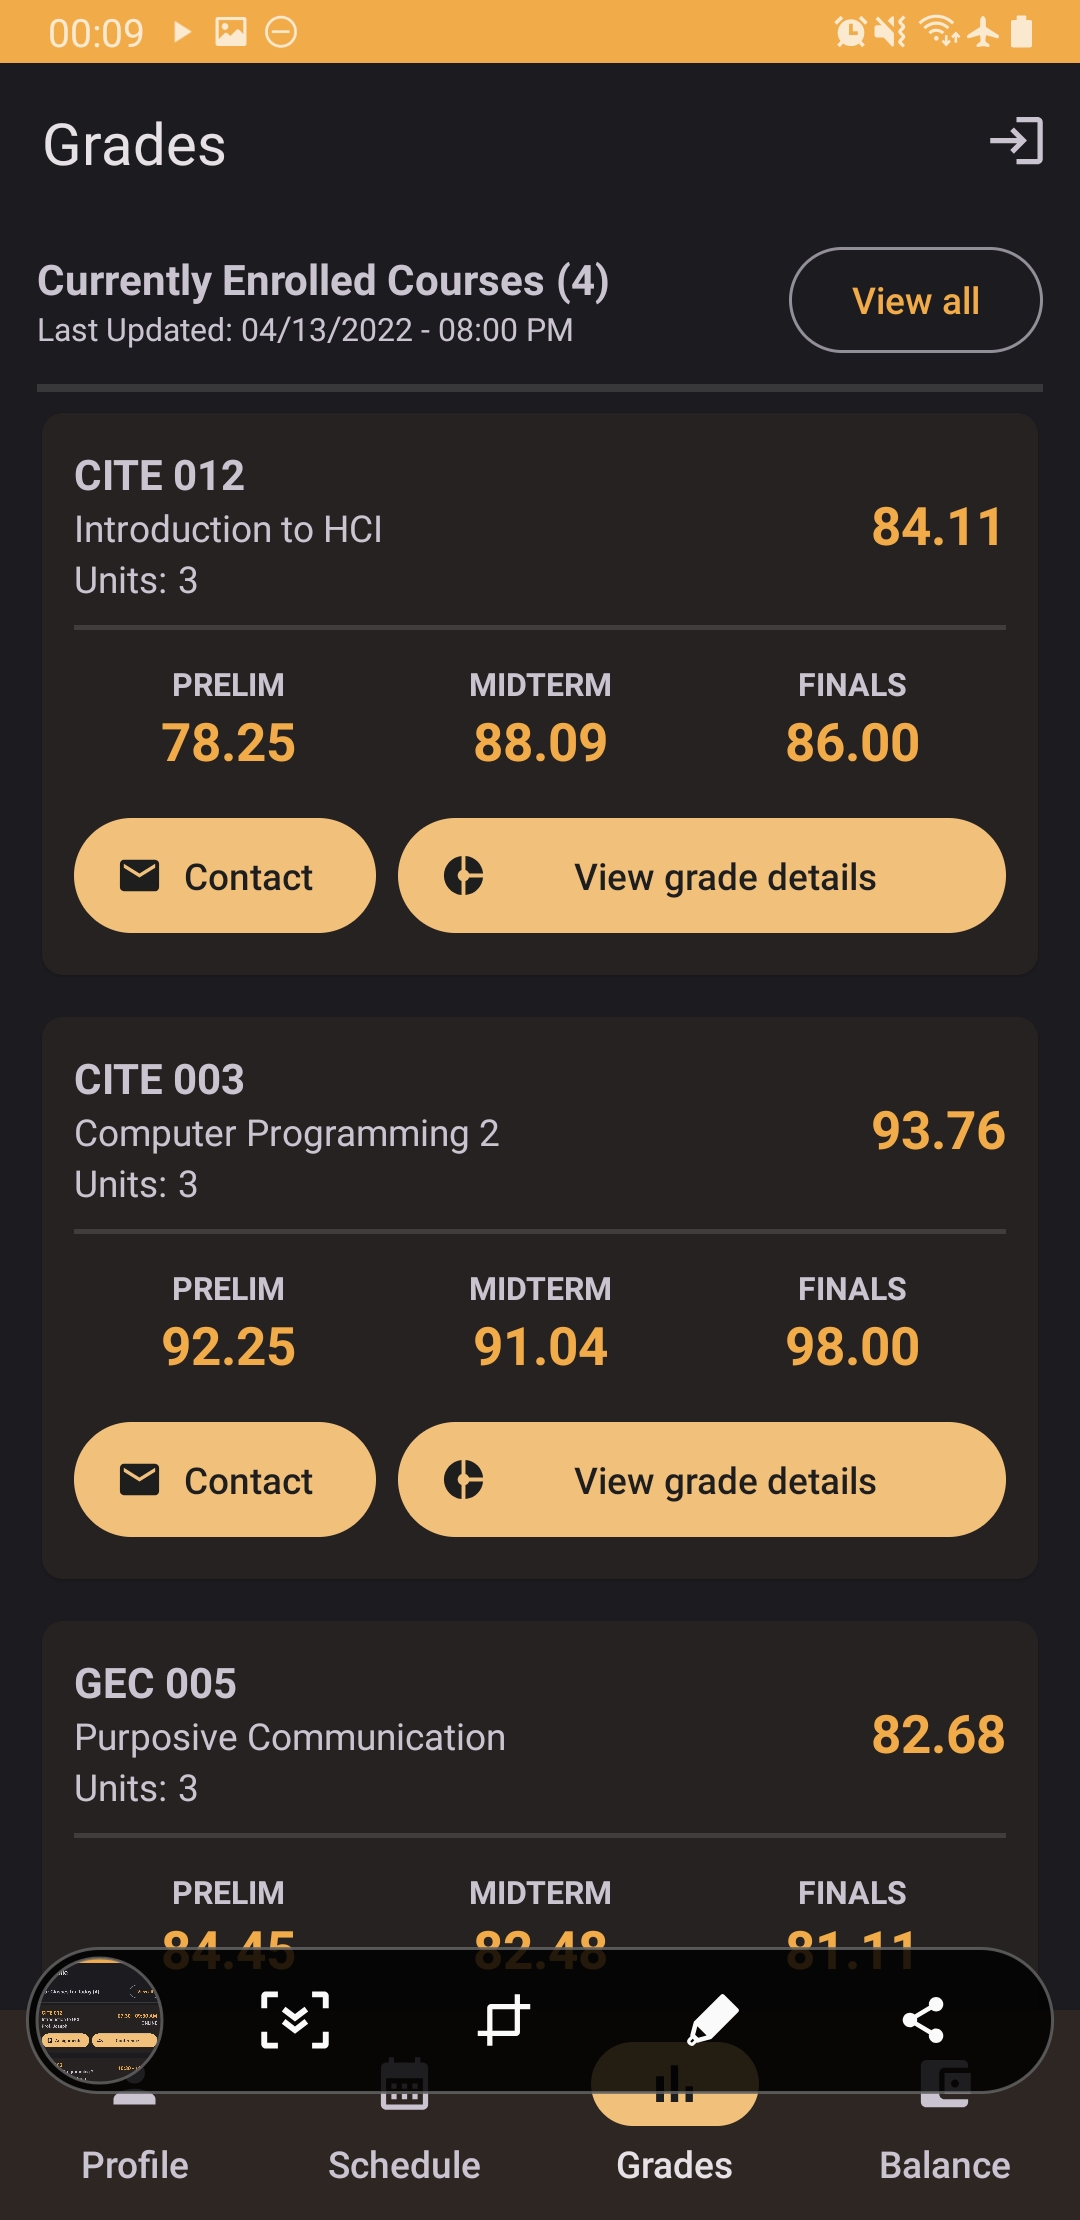 00:09
Grades
Currently Enrolled Courses (4)
Last Updated: 04/13/2022 - 08:00 PM
View all
CITE 012
Introduction to HCI
Units: 3
84.11
PRELIM MIDTERM FINALS
78.25 88.09 86.00
Contact View grade details
CITE 003
Computer Programming 2
Units: 3
93.76
PRELIM MIDTERM FINALS
92.25 91.04 98.00
Contact View grade details
GEC 005
Purposive Communication
Units: 3
82.68
PRELIM MIDTERM FINALS
84.45 82.48 81.11
Profile Schedule Grades Balance